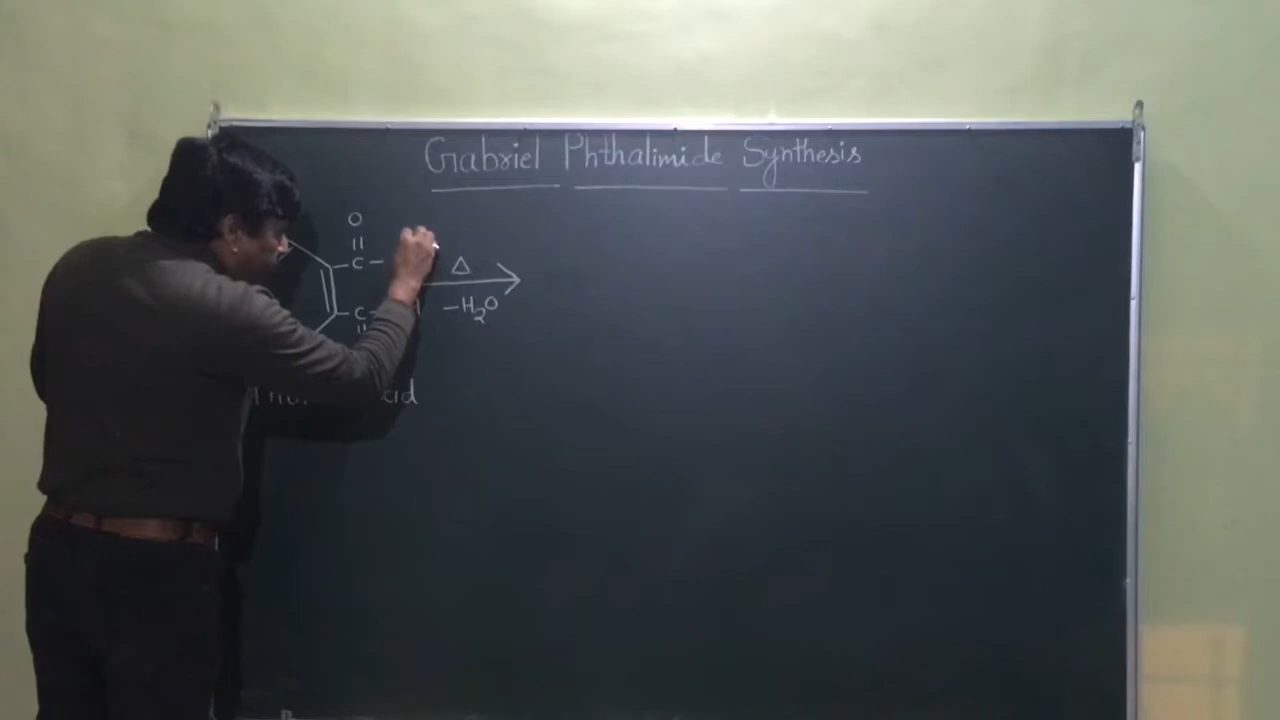 Gabriel Phthalimide Synthesis
O
||
C
△
-H₂O
C
||